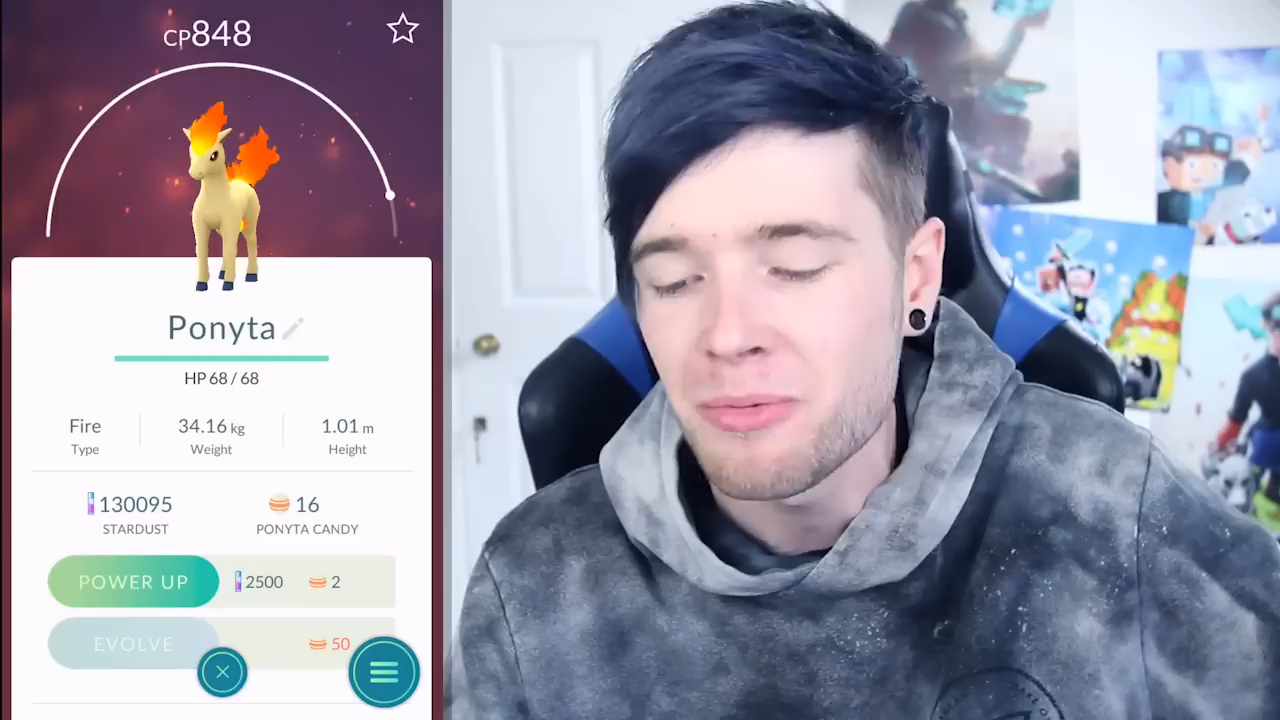 CP848
Ponyta
HP 68 / 68
Fire
Type
34.16 kg
Weight
1.01 m
Height
130095
STARDUST
16
PONYTA CANDY
POWER UP
2500
2
EVOLVE
50